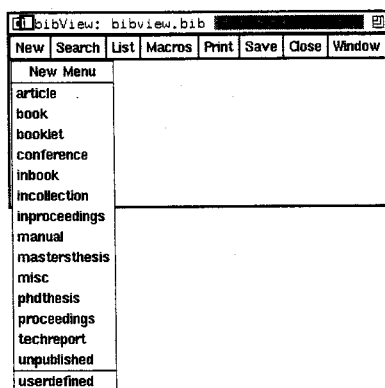 bibView: bibview.bib
New Search List Macros Print Save Close Window
New Menu
article
book
booklet
conference
inbook
incollection
inproceedings
manual
mastersthesis
misc
phdthesis
proceedings
techreport
unpublished
userdefined